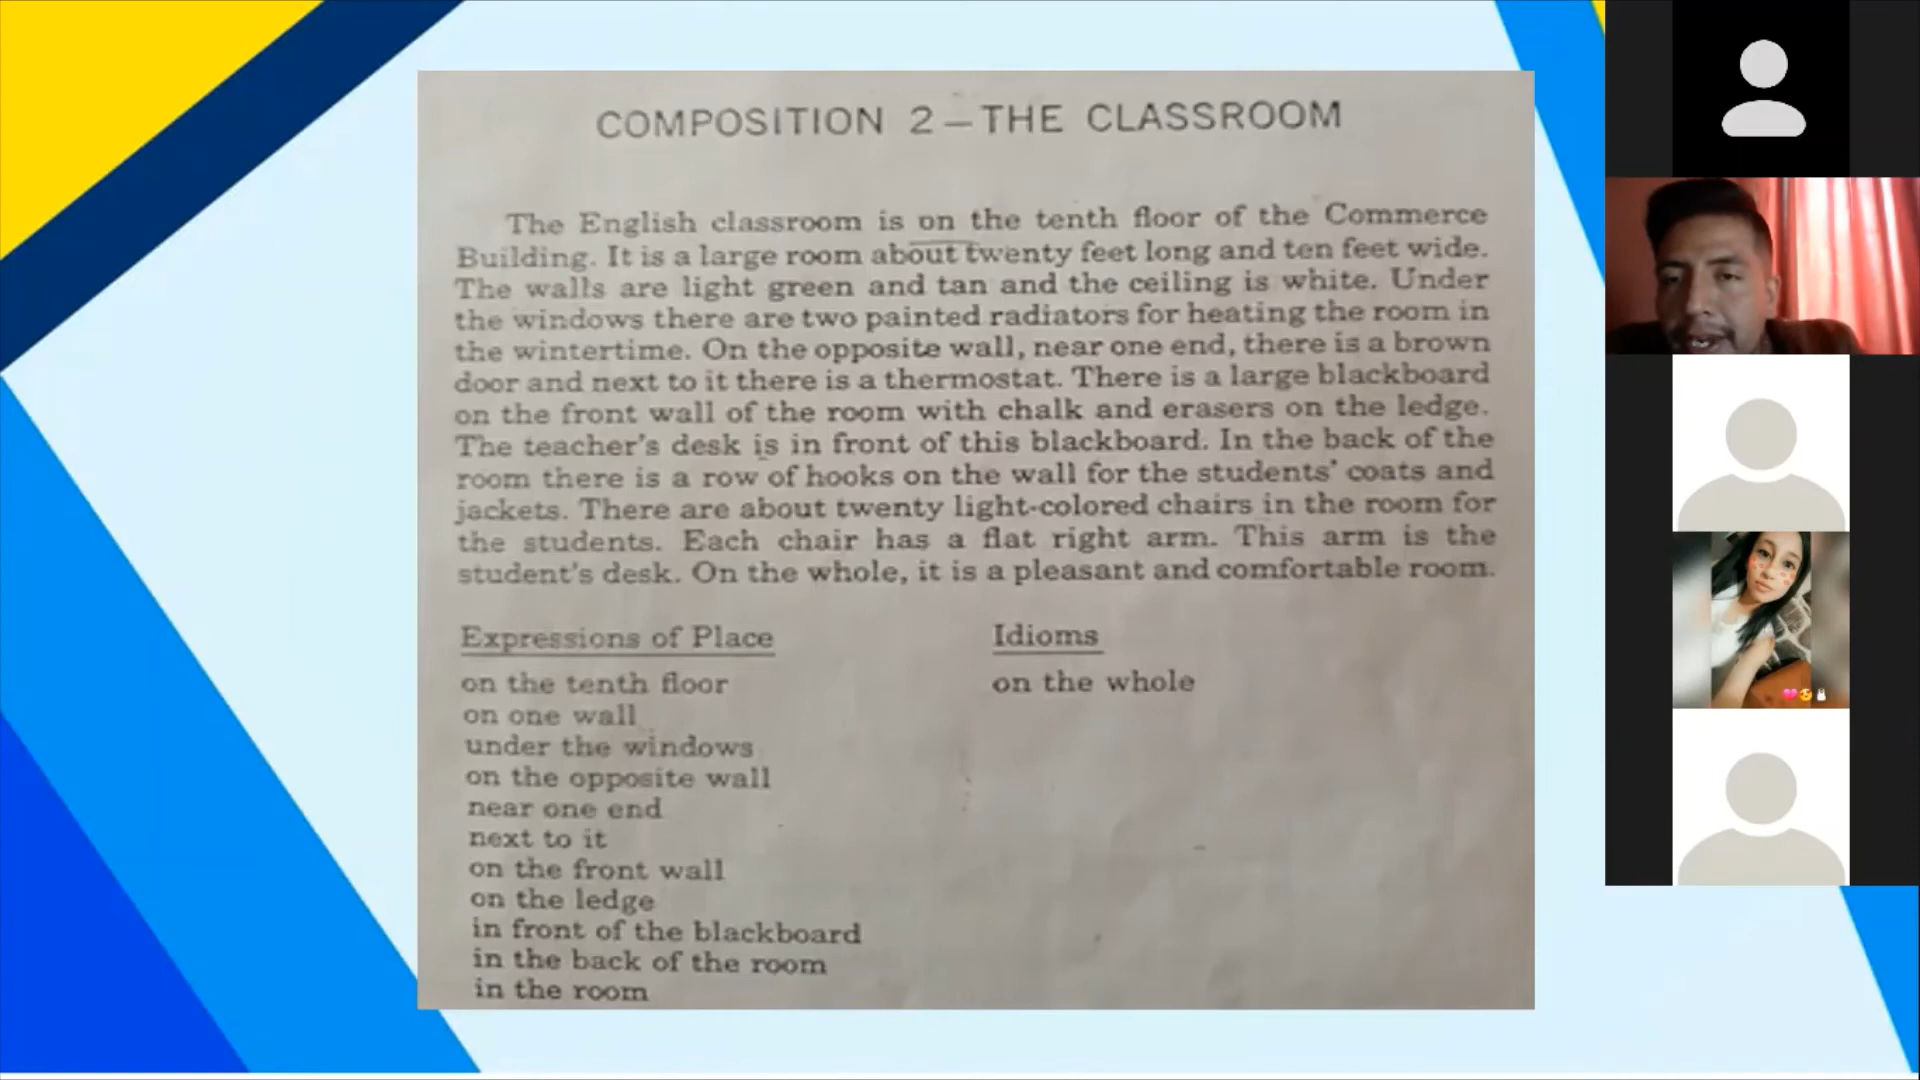 COMPOSITION 2 – THE CLASSROOM
The English classroom is on the tenth floor of the Commerce
Building. It is a large room about twenty feet long and ten feet wide.
The walls are light green and tan and the ceiling is white. Under
the windows there are two painted radiators for heating the room in
the wintertime. On the opposite wall, near one end, there is a brown
door and next to it there is a thermostat. There is a large blackboard
on the front wall of the room with chalk and erasers on the ledge.
The teacher's desk is in front of this blackboard. In the back of the
room there is a row of hooks on the wall for the students' coats and
jackets. There are about twenty light-colored chairs in the room for
the students. Each chair has a flat right arm. This arm is the
student's desk. On the whole, it is a pleasant and comfortable room.
Expressions of Place
on the tenth floor
on one wall
under the windows
on the opposite wall
near one end
next to it
on the front wall
on the ledge
in front of the blackboard
in the back of the room
in the room
Idioms
on the whole